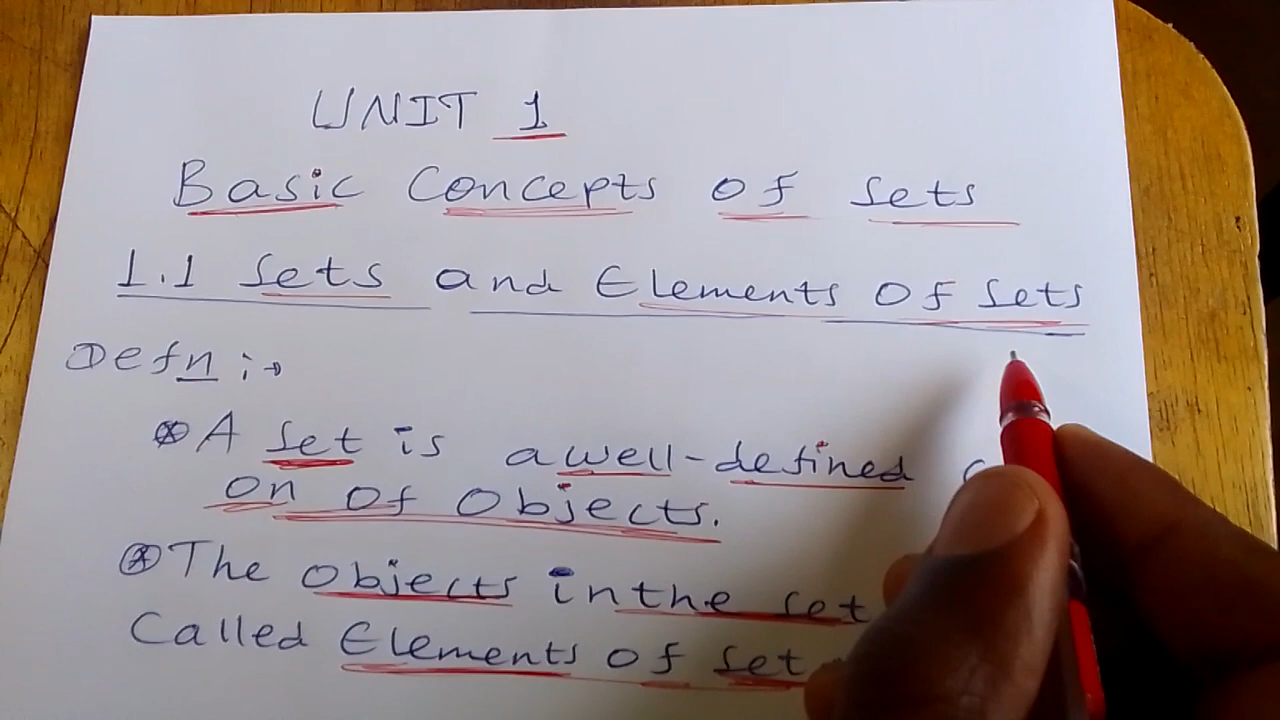 UNIT 1
Basic Concepts of Sets
1.1 Sets and Elements of Sets
Defn :→
A set is a well-defined
on of objects.
The objects in the set
Called Elements of set